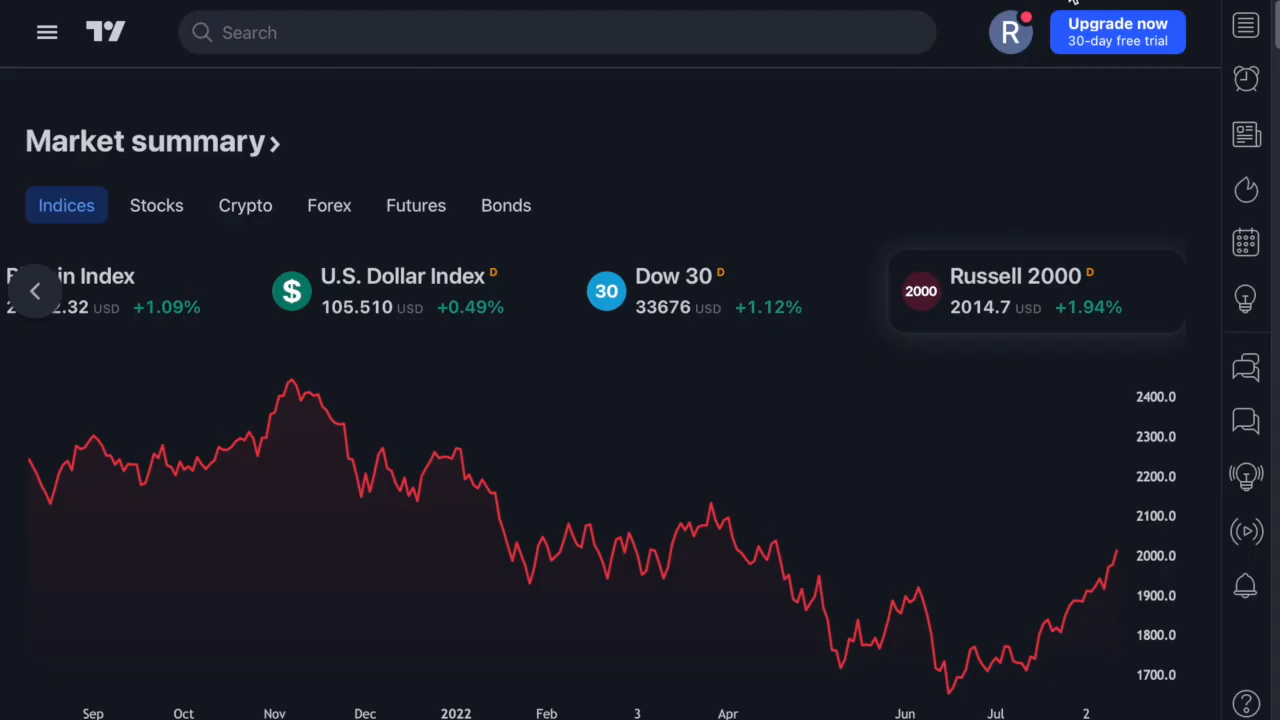 Search
R
Upgrade now
30-day free trial
Market summary
Indices Stocks Crypto Forex Futures Bonds
in Index
2.32 USD +1.09%
$
U.S. Dollar Index D
105.510 USD +0.49%
30
Dow 30 D
33676 USD +1.12%
2000
Russell 2000 D
2014.7 USD +1.94%
2400.0
2300.0
2200.0
2100.0
2000.0
1900.0
1800.0
1700.0
Sep Oct Nov Dec 2022 Feb 3 Apr Jun Jul 2